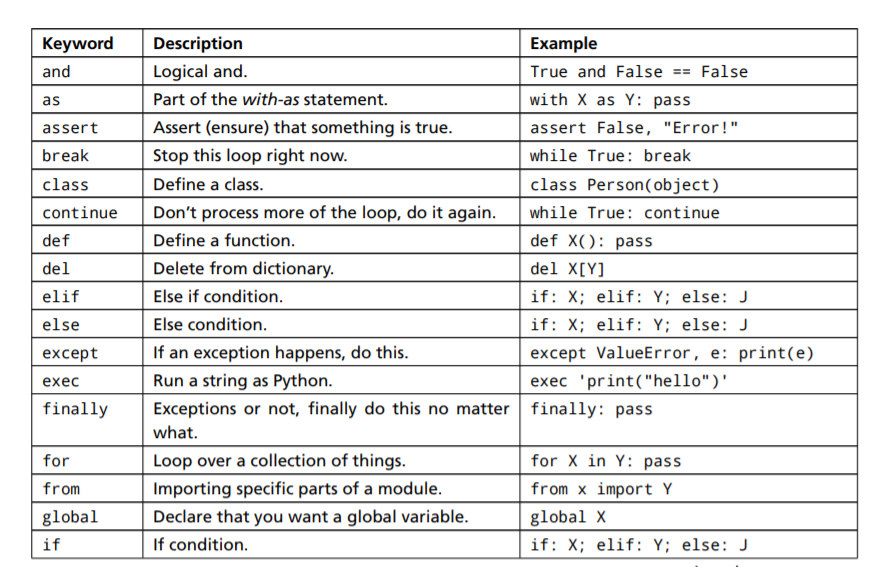 Keyword Description Example
and Logical and. True and False == False
as Part of the with-as statement. with X as Y: pass
assert Assert (ensure) that something is true. assert False, "Error!"
break Stop this loop right now. while True: break
class Define a class. class Person(object)
continue Don’t process more of the loop, do it again. while True: continue
def Define a function. def X(): pass
del Delete from dictionary. del X[Y]
elif Else if condition. if: X; elif: Y; else: J
else Else condition. if: X; elif: Y; else: J
except If an exception happens, do this. except ValueError, e: print(e)
exec Run a string as Python. exec 'print("hello")'
finally Exceptions or not, finally do this no matter finally: pass
what.
for Loop over a collection of things. for X in Y: pass
from Importing specific parts of a module. from x import Y
global Declare that you want a global variable. global X
if If condition. if: X; elif: Y; else: J